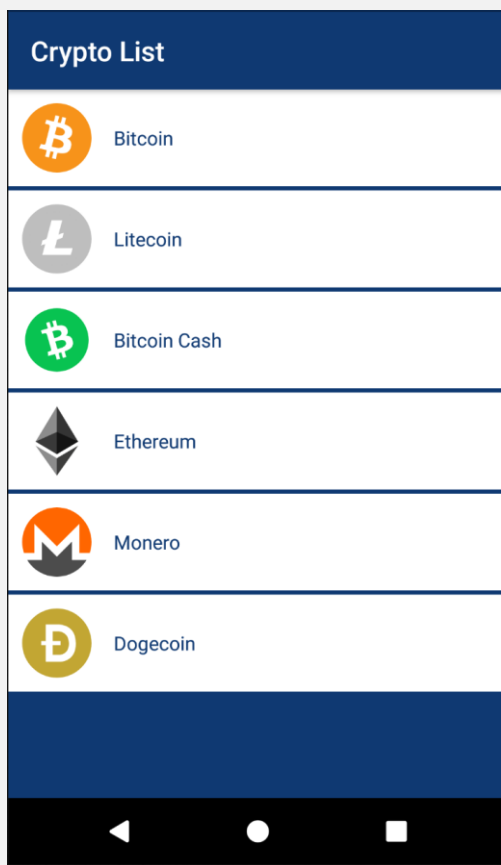 Crypto List
Bitcoin
Litecoin
Bitcoin Cash
Ethereum
Monero
Dogecoin